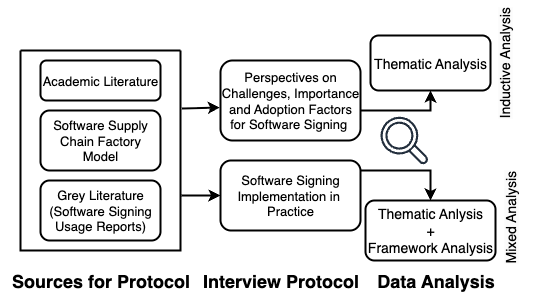 Academic Literature
Software Supply
Chain Factory
Model
Grey Literature
(Software Signing
Usage Reports)
Perspectives on
Challenges, Importance
and Adoption Factors
for Software Signing
Software Signing
Implementation in
Practice
Thematic Analysis
Thematic Anlysis
+
Framework Analysis
Inductive Analysis
Mixed Analysis
Sources for Protocol
Interview Protocol
Data Analysis